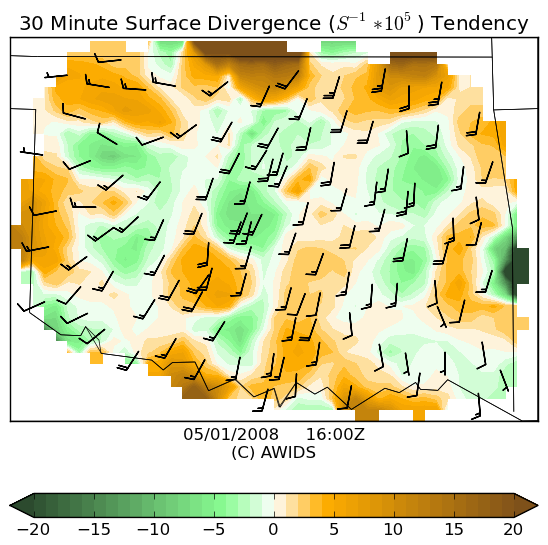 30 Minute Surface Divergence (S⁻¹ *10⁵ ) Tendency
05/01/2008 16:00Z
(C) AWIDS
−20 −15 −10 −5 0 5 10 15 20